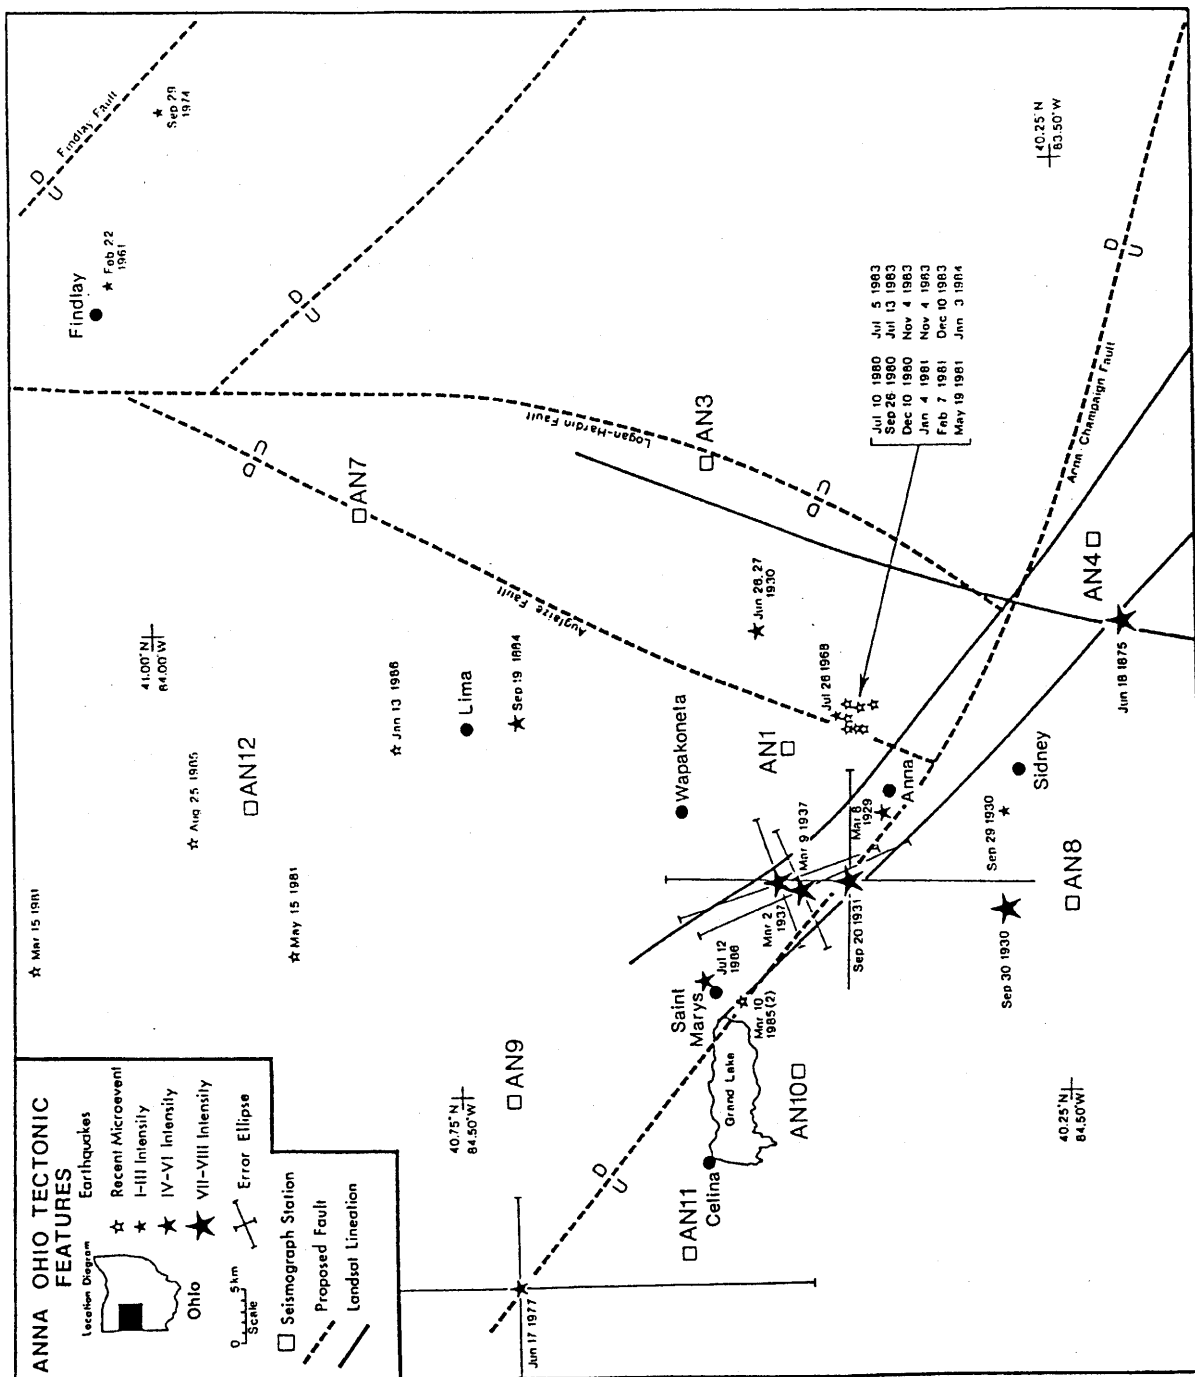 ANNA OHIO TECTONIC
FEATURES
Location Diagram
Ohio
0 5km
Scale
Earthquakes
Recent Microevent
I-III Intensity
IV-VI Intensity
VII-VIII Intensity
Error Ellipse
Seismograph Station
Proposed Fault
Landsat Lineation
Mar 15 1981
Aug 25 1985
AN12
May 15 1981
41.00°N
84.00°W
Jan 13 1986
Lima
Sep 19 1884
Findlay
Feb 22
1961
Sep 29
1974
Findlay Fault
D
U
D
U
AN7
U
D
Auglaize Fault
Logan-Hardin Fault
AN3
U
D
40.75°N
84.50°W
AN9
Jun 17 1977
D
U
AN11
Celina
Grand Lake
AN10
Saint
Marys
Jul 12
1986
Mar 10
1985(2)
Wapakoneta
AN1
Mar 2
1937
Mar 9 1937
Mar 8
1929
Anna
Sep 20 1931
Jun 26,27
1930
Jul 26 1968
Jul 10 1980 Jul 5 1983
Sep 26 1980 Jul 13 1983
Dec 10 1980 Nov 4 1983
Jan 4 1981 Nov 4 1983
Feb 7 1981 Dec 10 1983
May 19 1981 Jan 3 1984
Sep 29 1930
Sidney
Sep 30 1930
AN8
AN4
Jun 18 1875
Anna Champaign Fault
D
U
40.25°N
84.50°W
40.25°N
83.50°W